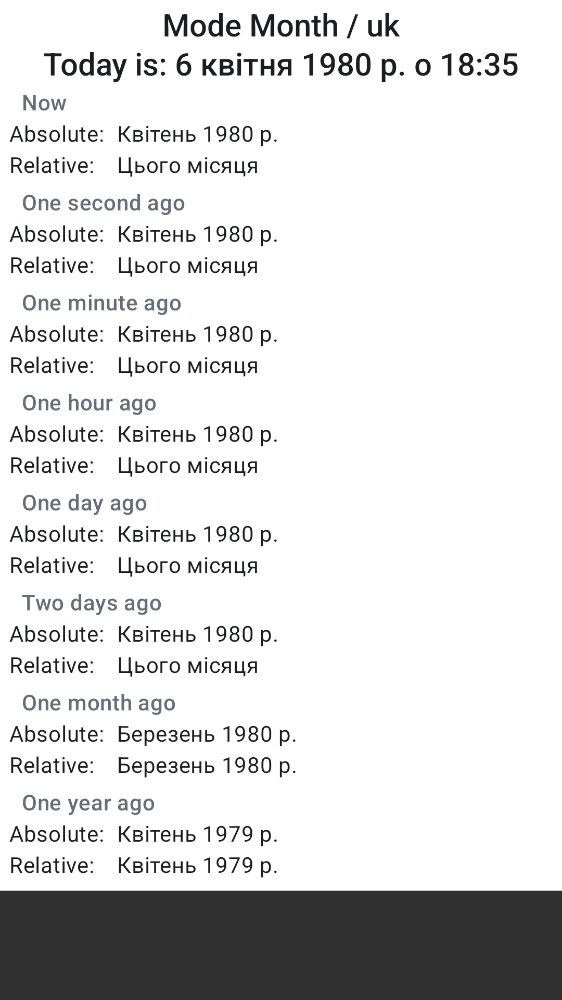 Mode Month / uk
Today is: 6 квітня 1980 р. о 18:35
Now
Absolute: Квітень 1980 р.
Relative: Цього місяця
One second ago
Absolute: Квітень 1980 р.
Relative: Цього місяця
One minute ago
Absolute: Квітень 1980 р.
Relative: Цього місяця
One hour ago
Absolute: Квітень 1980 р.
Relative: Цього місяця
One day ago
Absolute: Квітень 1980 р.
Relative: Цього місяця
Two days ago
Absolute: Квітень 1980 р.
Relative: Цього місяця
One month ago
Absolute: Березень 1980 р.
Relative: Березень 1980 р.
One year ago
Absolute: Квітень 1979 р.
Relative: Квітень 1979 р.